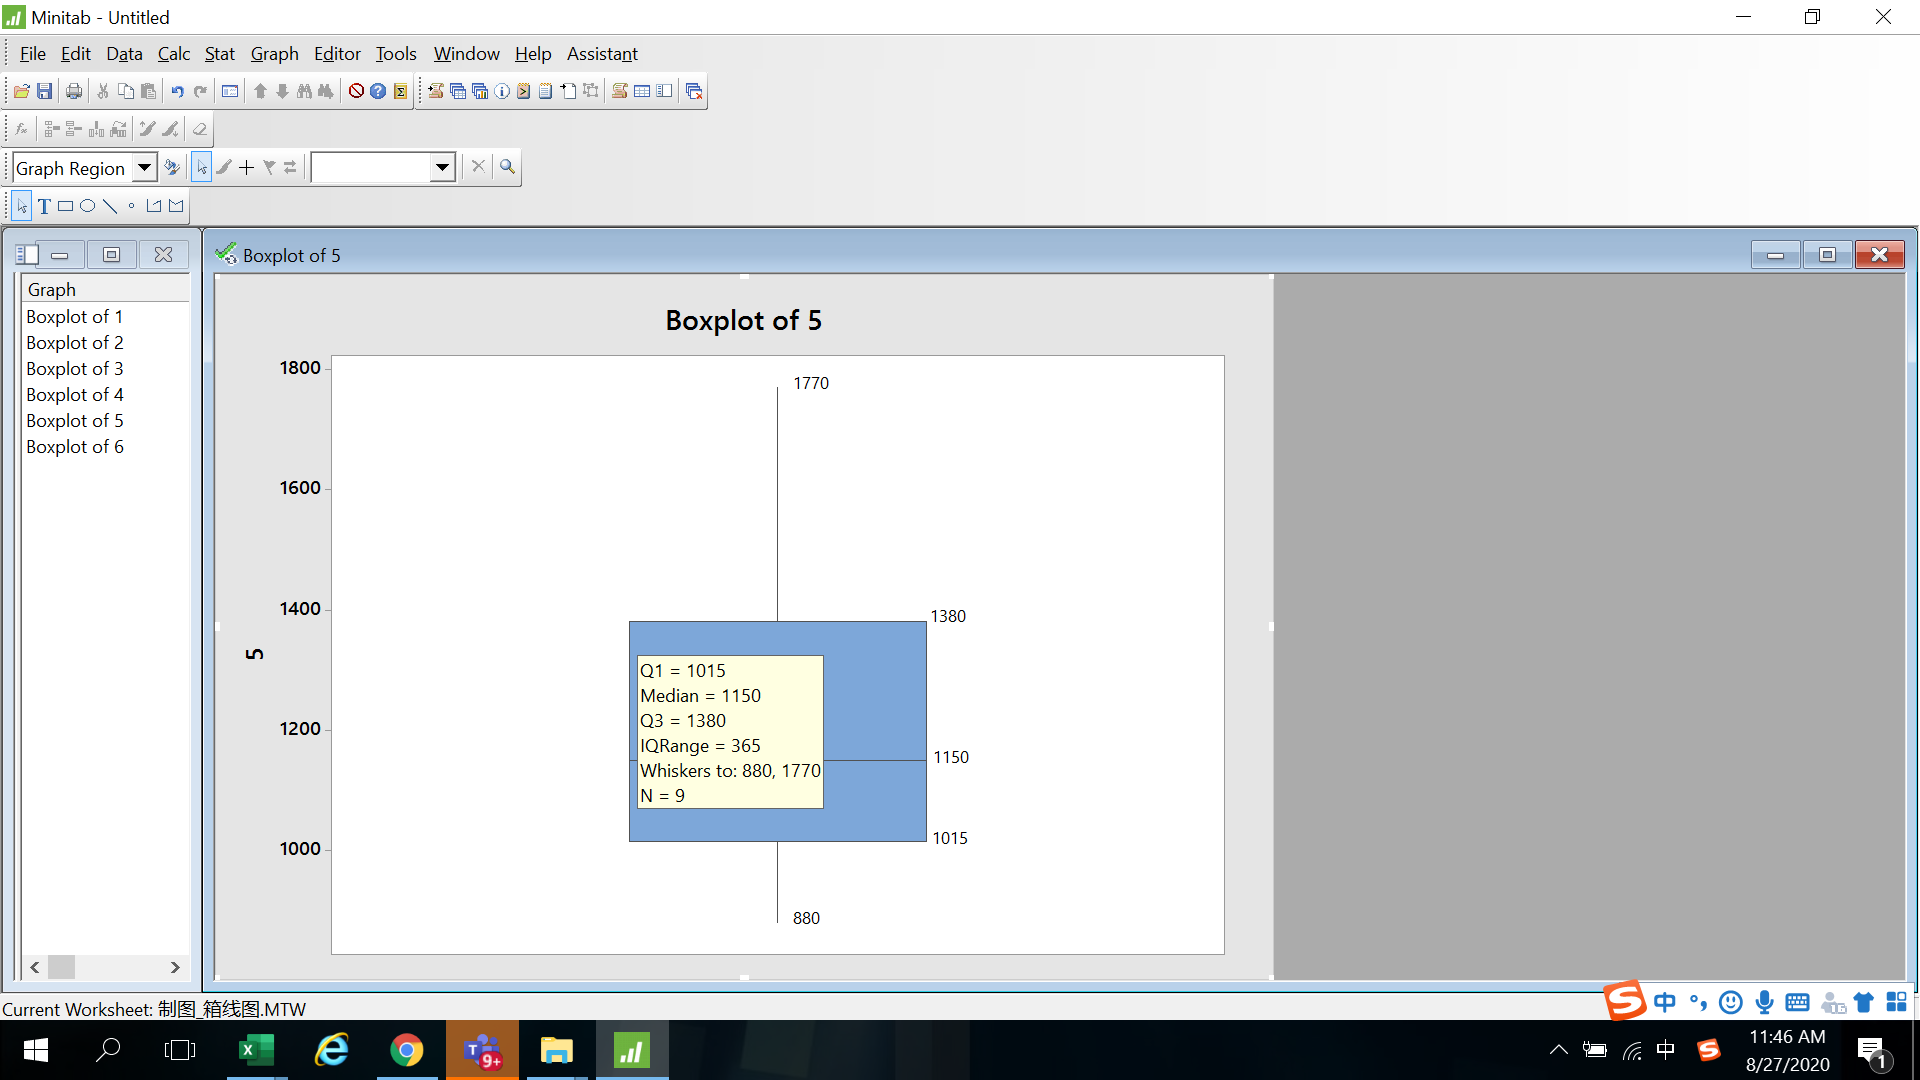 Minitab - Untitled
File Edit Data Calc Stat Graph Editor Tools Window Help Assistant
Graph Region
Boxplot of 5
Graph
Boxplot of 1
Boxplot of 2
Boxplot of 3
Boxplot of 4
Boxplot of 5
Boxplot of 6
Boxplot of 5
1800
1600
1400
1200
1000
5
1770
1380
1150
1015
880
Q1 = 1015
Median = 1150
Q3 = 1380
IQRange = 365
Whiskers to: 880, 1770
N = 9
Current Worksheet: 制图_箱线图.MTW
中
9+
中
11:46 AM
8/27/2020
1